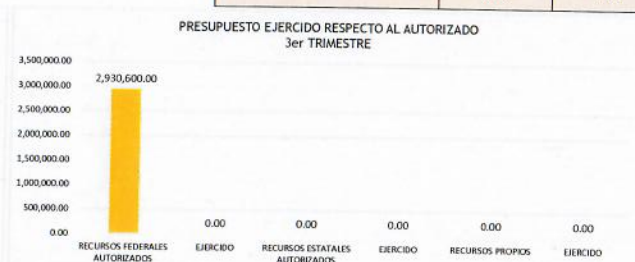 PRESUPUESTO EJERCIDO RESPECTO AL AUTORIZADO
3er TRIMESTRE
3,500,000.00
3,000,000.00
2,500,000.00
2,000,000.00
1,500,000.00
1,000,000.00
500,000.00
0.00
2,930,600.00
0.00
0.00
0.00
0.00
0.00
RECURSOS FEDERALES
AUTORIZADOS
EJERCIDO
RECURSOS ESTATALES
AUTORIZADOS
EJERCIDO
RECURSOS PROPIOS
EJERCIDO